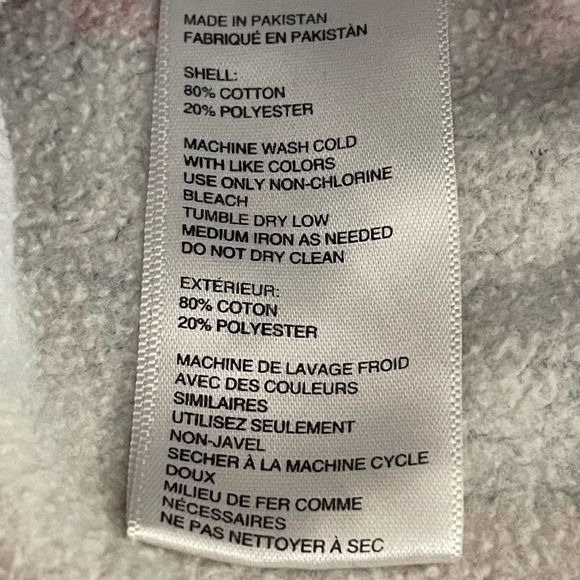 MADE IN PAKISTAN
FABRIQUÉ EN PAKISTÀN
SHELL:
80% COTTON
20% POLYESTER
MACHINE WASH COLD
WITH LIKE COLORS
USE ONLY NON-CHLORINE
BLEACH
TUMBLE DRY LOW
MEDIUM IRON AS NEEDED
DO NOT DRY CLEAN
EXTÉRIEUR:
80% COTON
20% POLYESTER
MACHINE DE LAVAGE FROID
AVEC DES COULEURS
SIMILAIRES
UTILISEZ SEULEMENT
NON-JAVEL
SECHER À LA MACHINE CYCLE
DOUX
MILIEU DE FER COMME
NÉCESSAIRES
NE PAS NETTOYER À SEC